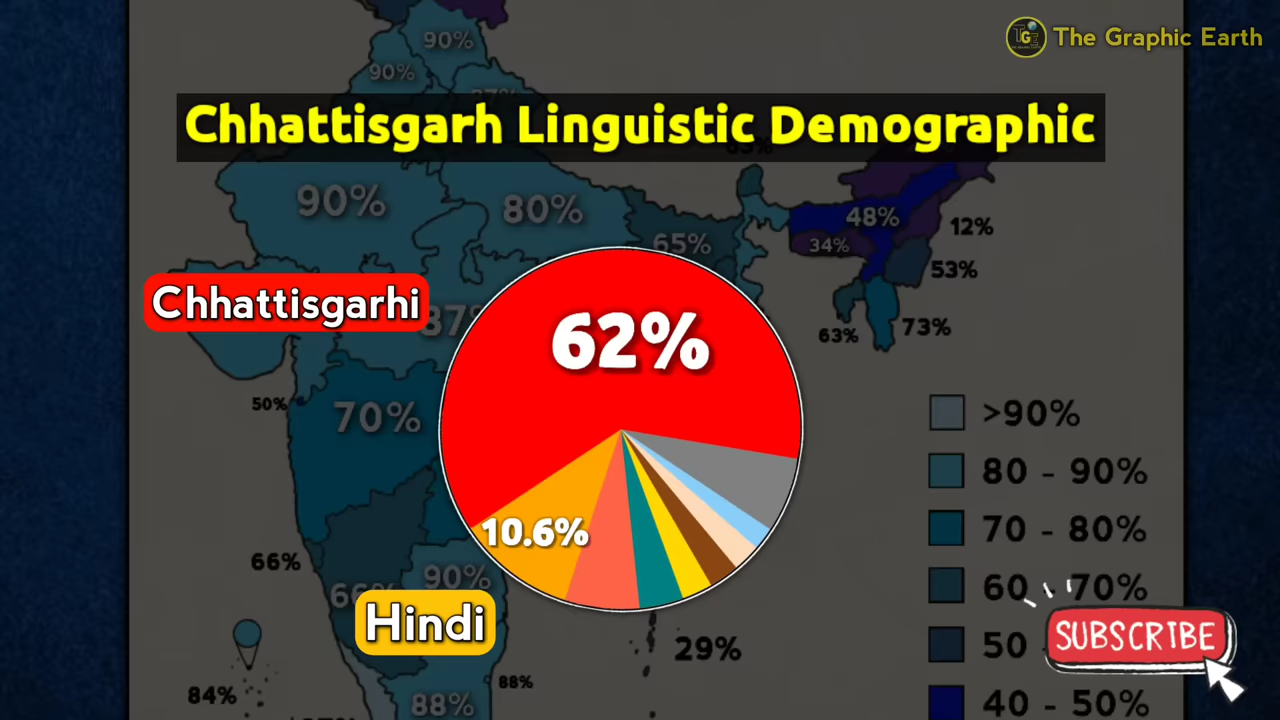 The Graphic Earth
90%
90%
Chhattisgarh Linguistic Demographic
90%
80%
65%
48%
34%
12%
53%
63%
73%
Chhattisgarhi
62%
50%
70%
>90%
80 - 90%
70 - 80%
60 - 70%
50
40 - 50%
10.6%
66%
90%
Hindi
SUBSCRIBE
29%
84%
88%
88%